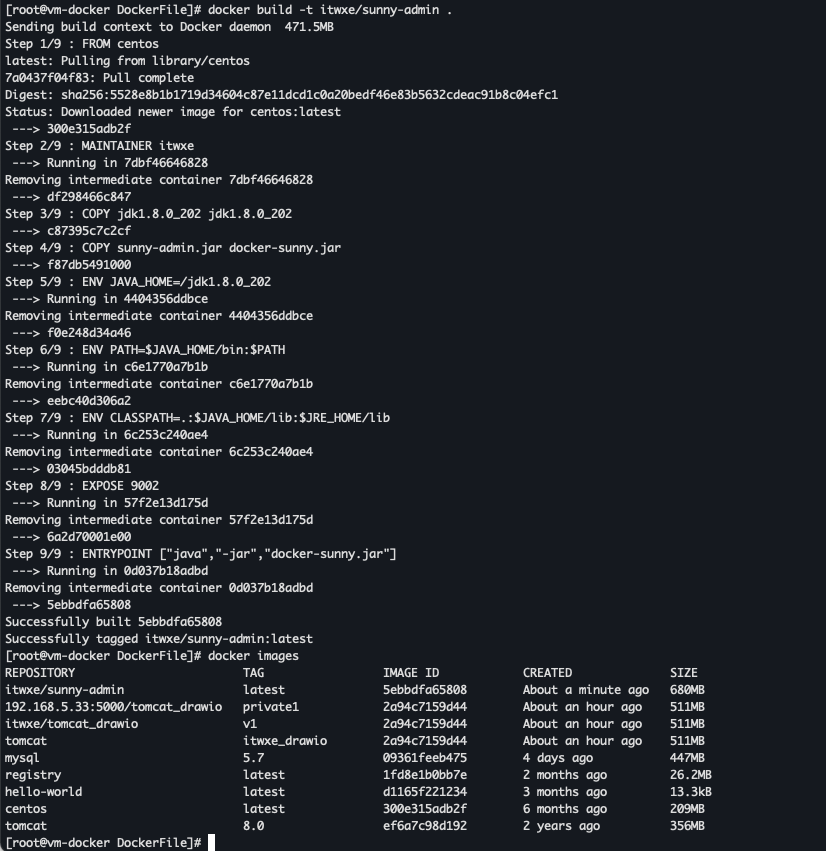 [root@vm-docker DockerFile]# docker build -t itwxe/sunny-admin .
Sending build context to Docker daemon  471.5MB
Step 1/9 : FROM centos
latest: Pulling from library/centos
7a0437f04f83: Pull complete
Digest: sha256:5528e8b1b1719d34604c87e11dcd1c0a20bedf46e83b5632cdeac91b8c04efc1
Status: Downloaded newer image for centos:latest
 ---> 300e315adb2f
Step 2/9 : MAINTAINER itwxe
 ---> Running in 7dbf46646828
Removing intermediate container 7dbf46646828
 ---> df298466c847
Step 3/9 : COPY jdk1.8.0_202 jdk1.8.0_202
 ---> c87395c7c2cf
Step 4/9 : COPY sunny-admin.jar docker-sunny.jar
 ---> f87db5491000
Step 5/9 : ENV JAVA_HOME=/jdk1.8.0_202
 ---> Running in 4404356ddbce
Removing intermediate container 4404356ddbce
 ---> f0e248d34a46
Step 6/9 : ENV PATH=$JAVA_HOME/bin:$PATH
 ---> Running in c6e1770a7b1b
Removing intermediate container c6e1770a7b1b
 ---> eebc40d306a2
Step 7/9 : ENV CLASSPATH=.:$JAVA_HOME/lib:$JRE_HOME/lib
 ---> Running in 6c253c240ae4
Removing intermediate container 6c253c240ae4
 ---> 03045bdddb81
Step 8/9 : EXPOSE 9002
 ---> Running in 57f2e13d175d
Removing intermediate container 57f2e13d175d
 ---> 6a2d70001e00
Step 9/9 : ENTRYPOINT ["java","-jar","docker-sunny.jar"]
 ---> Running in 0d037b18adbd
Removing intermediate container 0d037b18adbd
 ---> 5ebbdfa65808
Successfully built 5ebbdfa65808
Successfully tagged itwxe/sunny-admin:latest
[root@vm-docker DockerFile]# docker images
REPOSITORY                        TAG                 IMAGE ID            CREATED              SIZE
itwxe/sunny-admin                 latest              5ebbdfa65808        About a minute ago   680MB
192.168.5.33:5000/tomcat_drawio   private1            2a94c7159d44        About an hour ago    511MB
itwxe/tomcat_drawio               v1                  2a94c7159d44        About an hour ago    511MB
tomcat                            itwxe_drawio        2a94c7159d44        About an hour ago    511MB
mysql                             5.7                 09361feeb475        4 days ago           447MB
registry                          latest              1fd8e1b0bb7e        2 months ago         26.2MB
hello-world                       latest              d1165f221234        3 months ago         13.3kB
centos                            latest              300e315adb2f        6 months ago         209MB
tomcat                            8.0                 ef6a7c98d192        2 years ago          356MB
[root@vm-docker DockerFile]#